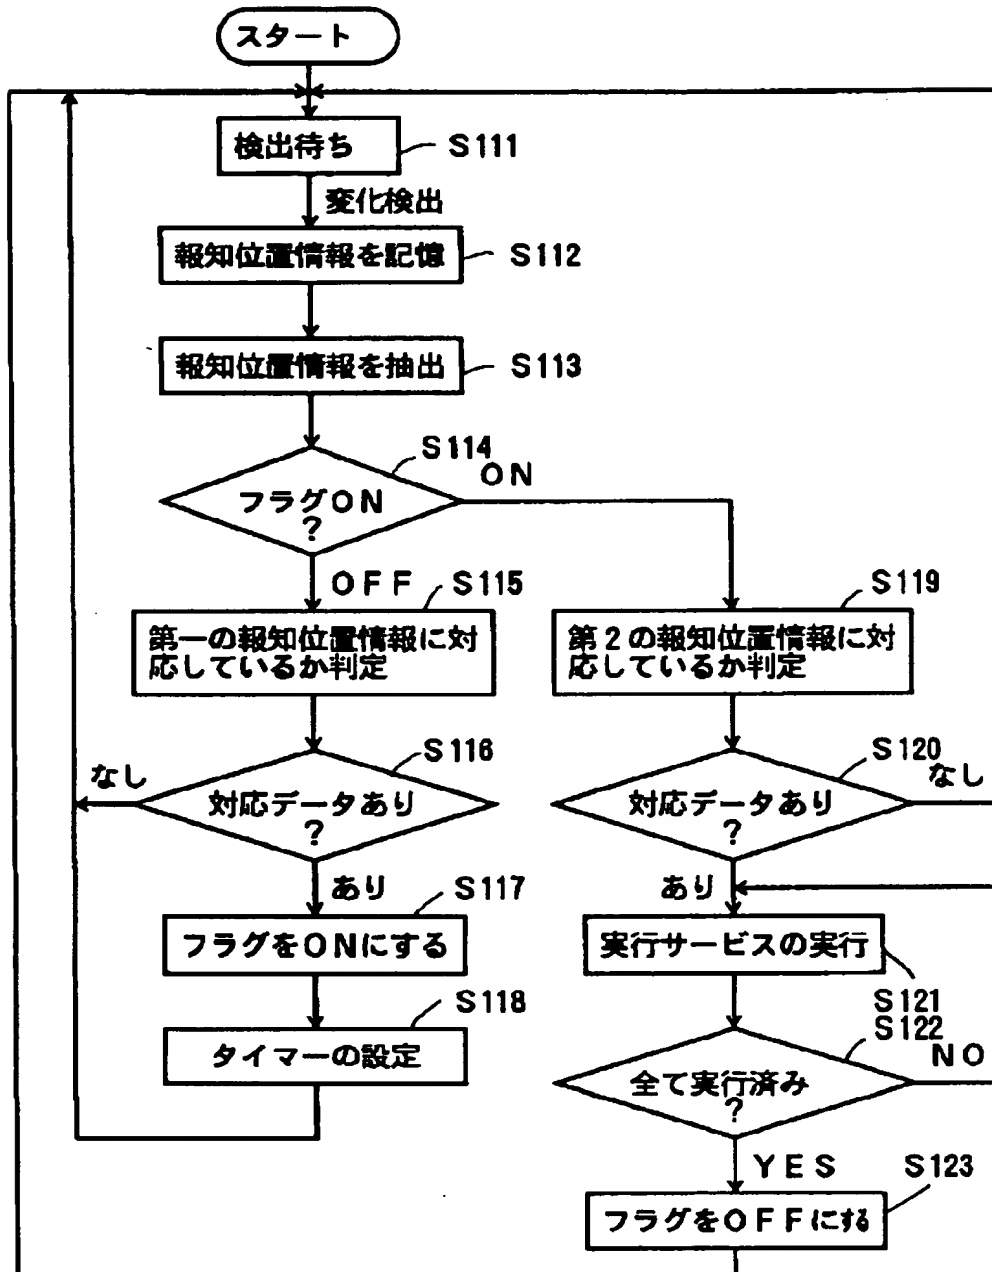 スタート
検出待ち
S111
変化検出
報知位置情報を記憶
S112
報知位置情報を抽出
S113
S114
フラグON
?
ON
OFF
S115
第一の報知位置情報に対
応しているか判定
S116
対応データあり
?
なし
あり
S117
フラグをONにする
S118
タイマーの設定
S119
第2の報知位置情報に対
応しているか判定
S120
対応データあり
?
なし
あり
実行サービスの実行
S121
S122
全て実行済み
?
NO
YES
S123
フラグをOFFにする